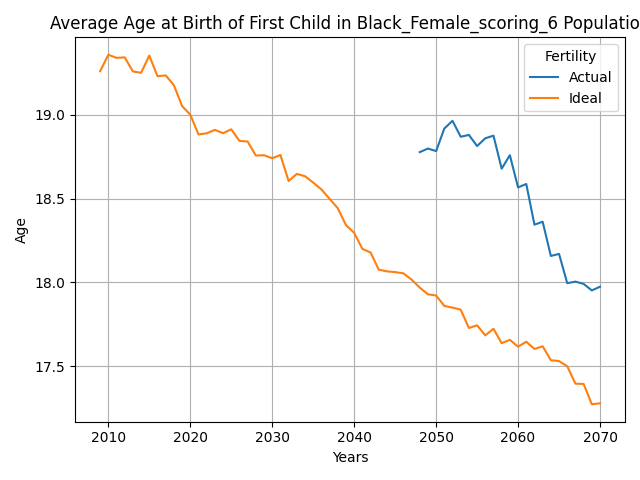 Average Age at Birth of First Child in Black_Female_scoring_6 Populatio
Fertility
Actual
Ideal
19.0
18.5
18.0
17.5
Age
2010 2020 2030 2040 2050 2060 2070
Years